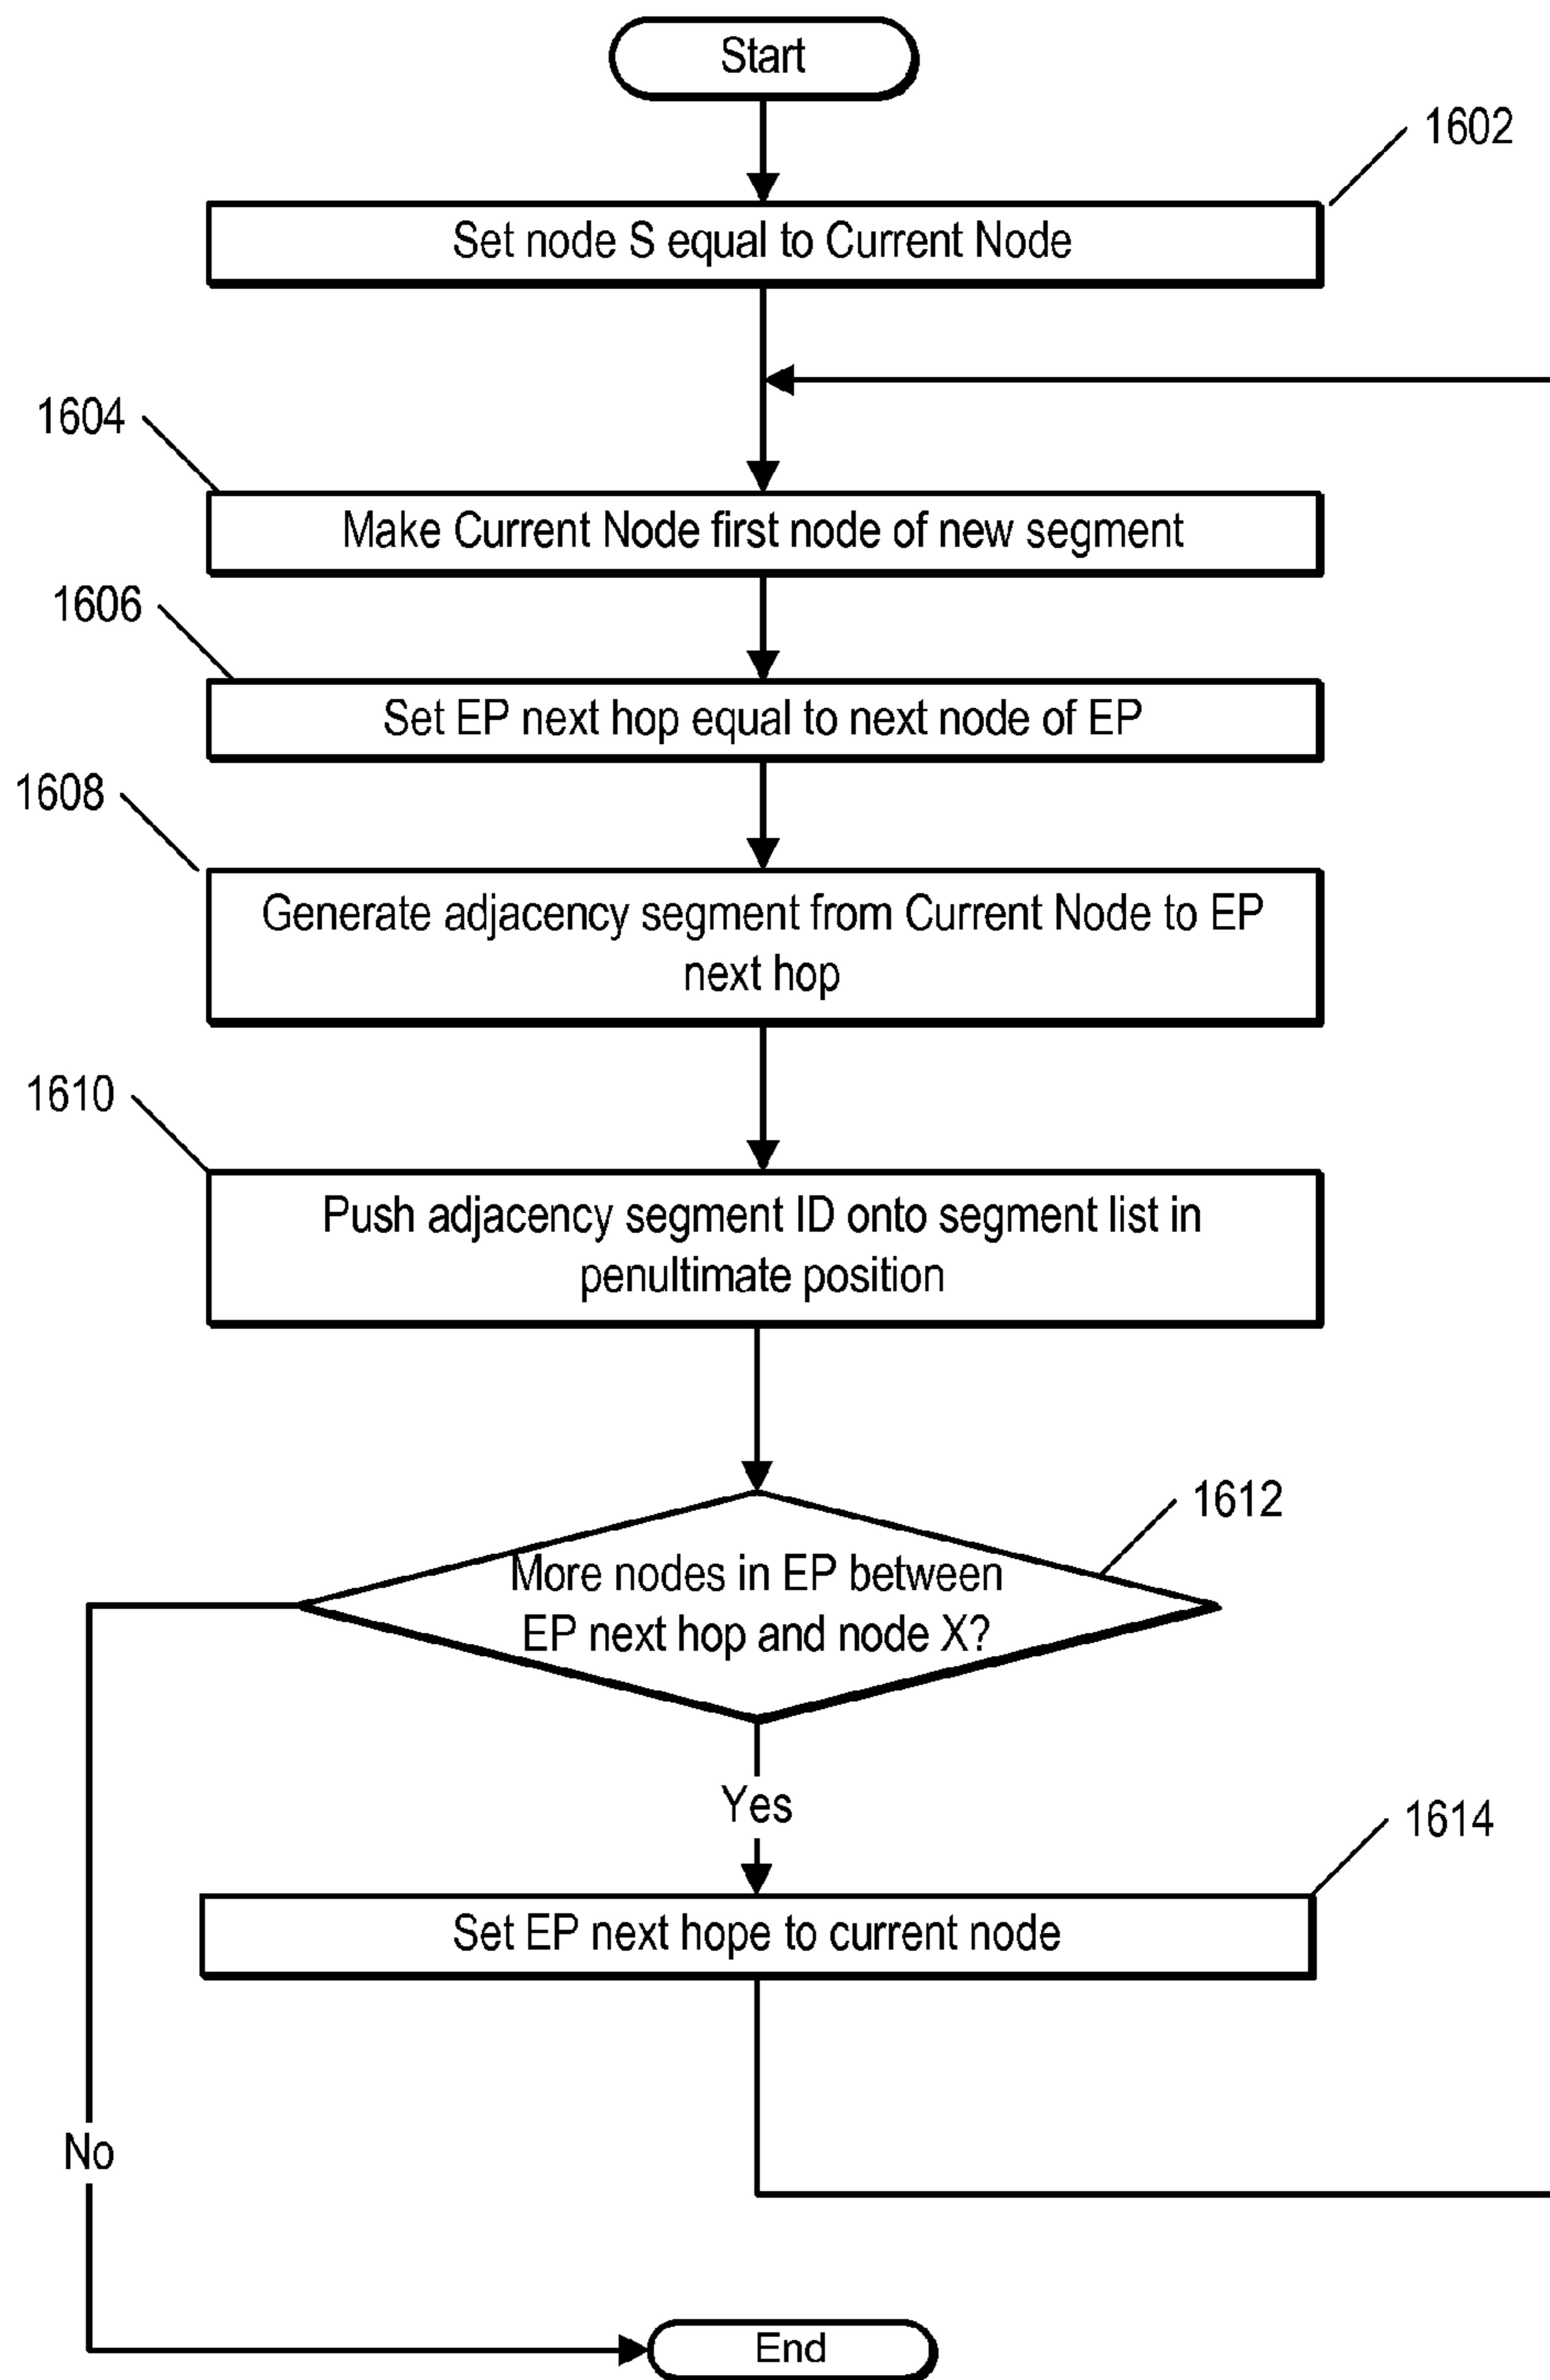 Start
1602
Set node S equal to Current Node
1604
Make Current Node first node of new segment
1606
Set EP next hop equal to next node of EP
1608
Generate adjacency segment from Current Node to EP
next hop
1610
Push adjacency segment ID onto segment list in
penultimate position
1612
More nodes in EP between
EP next hop and node X?
Yes
1614
Set EP next hope to current node
No
End